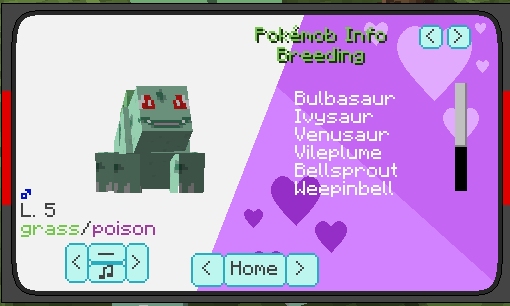 Pokémob Info
Breeding
< >
Bulbasaur
Ivysaur
Venusaur
Vileplume
Bellsprout
Weepinbell
L. 5
grass/poison
< >
< Home >